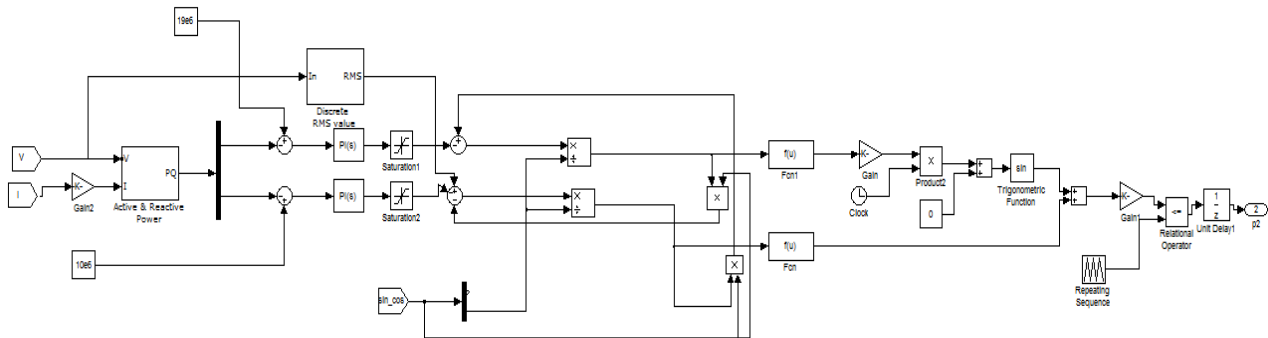 19e6
In
RMS
Discrete
RMS value
V
I
-K-
Gain2
V
I
PQ
Active & Reactive
Power
PI(s)
Saturation1
PI(s)
Saturation2
10e6
sin_cos
×
÷
×
÷
×
×
f(u)
Fcn1
f(u)
Fcn
-K-
Gain
Clock
×
Product2
0
+
+
sin
Trigonometric
Function
+
+
-K-
Gain1
Repeating
Sequence
<=
Relational
Operator
1
z
Unit Delay1
2
p2